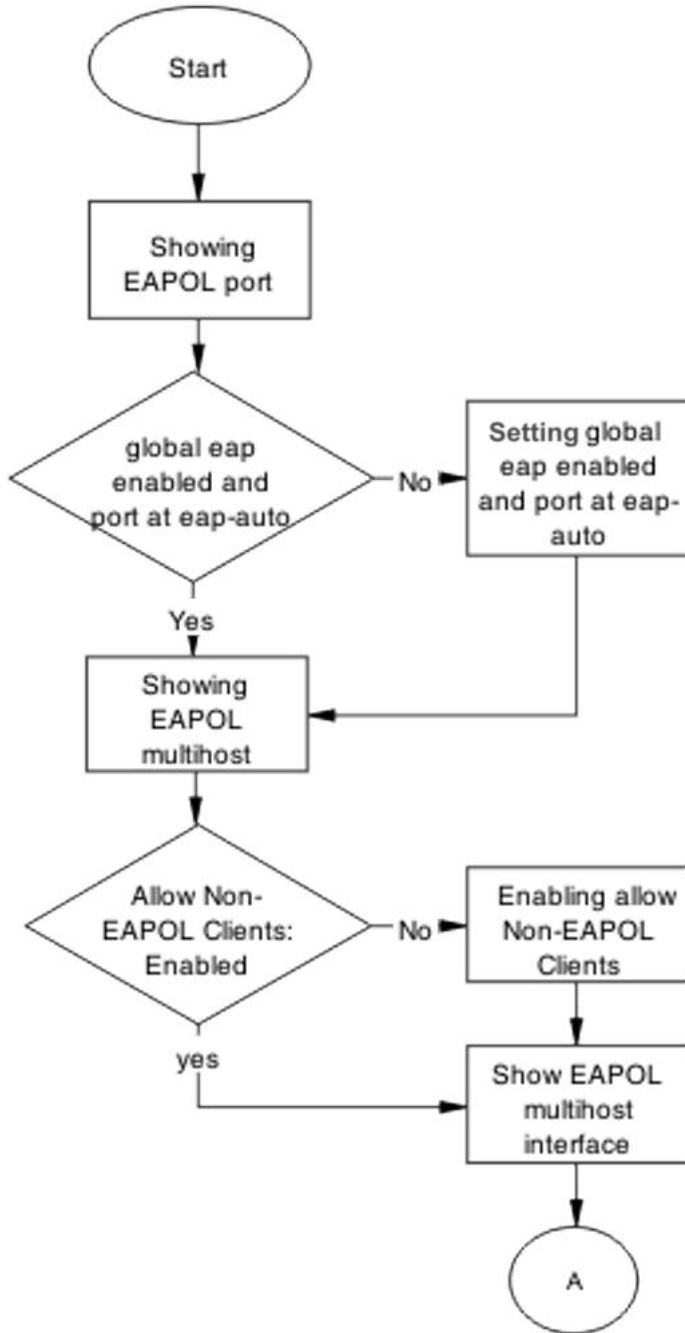 Start
Showing
EAPOL port
global eap
enabled and
port at eap-auto
No
Setting global
eap enabled
and port at eap-
auto
Yes
Showing
EAPOL
multihost
Allow Non-
EAPOL Clients:
Enabled
No
Enabling allow
Non-EAPOL
Clients
yes
Show EAPOL
multihost
interface
A